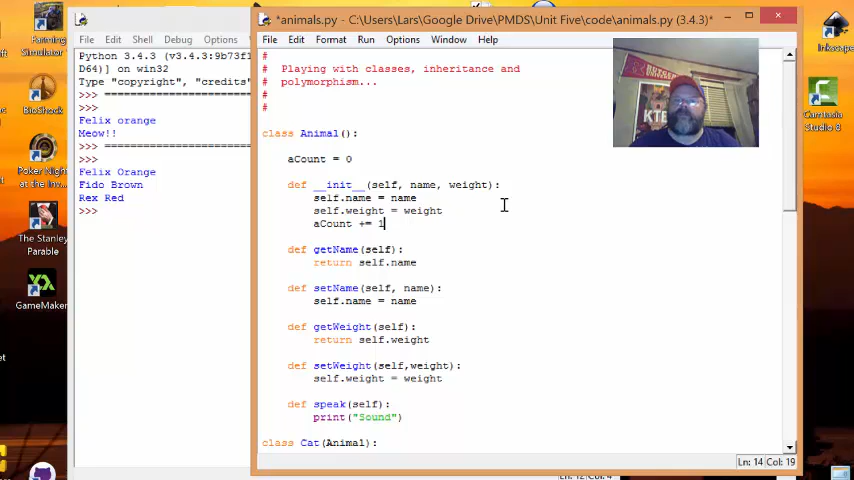 *animals.py - C:\Users\Lars\Google Drive\PMDS\Unit Five\code\animals.py (3.4.3)*
File Edit Shell Debug Options
File Edit Format Run Options Window Help
Python 3.4.3 (v3.4.3:9b73f1
D64)] on win32
Type "copyright", "credits"
>>> ========================
>>>
Felix orange
Meow!!
>>> ========================
>>>
Felix Orange
Fido Brown
Rex Red
>>>
#
# Playing with classes, inheritance and
# polymorphism...
#
#
class Animal():
aCount = 0
def __init__(self, name, weight):
self.name = name
self.weight = weight
aCount += 1
def getName(self):
return self.name
def setName(self, name):
self.name = name
def getWeight(self):
return self.weight
def setWeight(self,weight):
self.weight = weight
def speak(self):
print("Sound")
class Cat(Animal):
Ln: 14 Col: 19
Farming
Simulator
BioShock
Poker Night
at the Inv...
The Stanley
Parable
GameMaker
Inkscape
Camtasia
Studio 8
RUTGERS
KTE